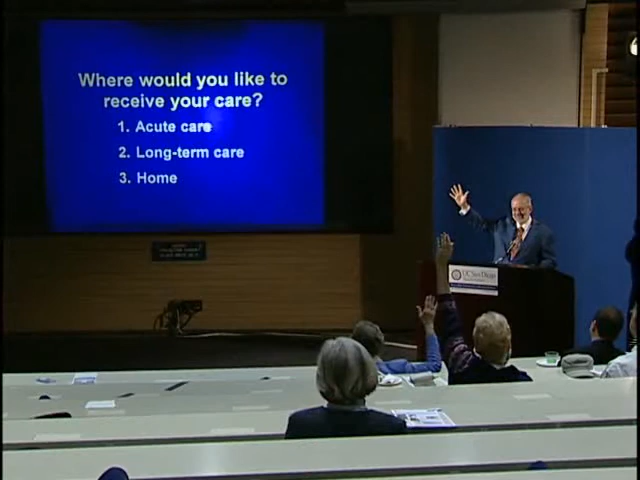 Where would you like to
receive your care?
1. Acute care
2. Long-term care
3. Home
UC San Diego